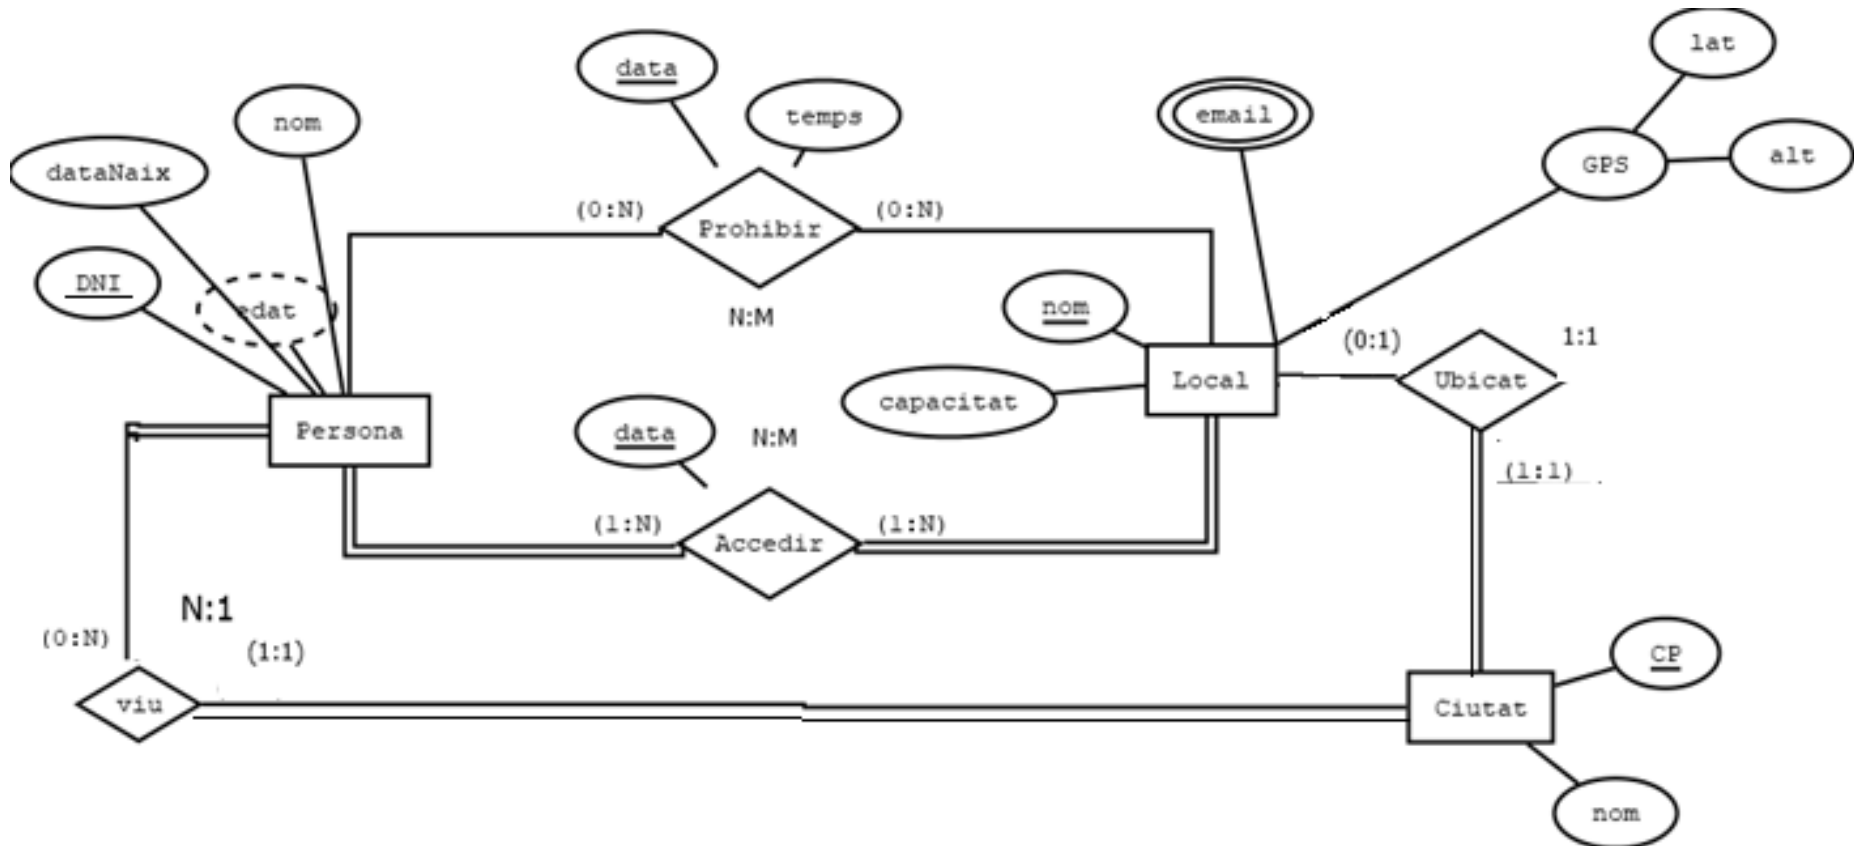 lat
data
email
temps
nom
alt
GPS
dataNaix
(0:N)
(0:N)
Prohibir
DNI
edat
nom
N:M
(0:1)
1:1
Local
Ubicat
capacitat
Persona
data
N:M
(1:1)
(1:N)
(1:N)
Accedir
N:1
(0:N)
(1:1)
CP
viu
Ciutat
nom